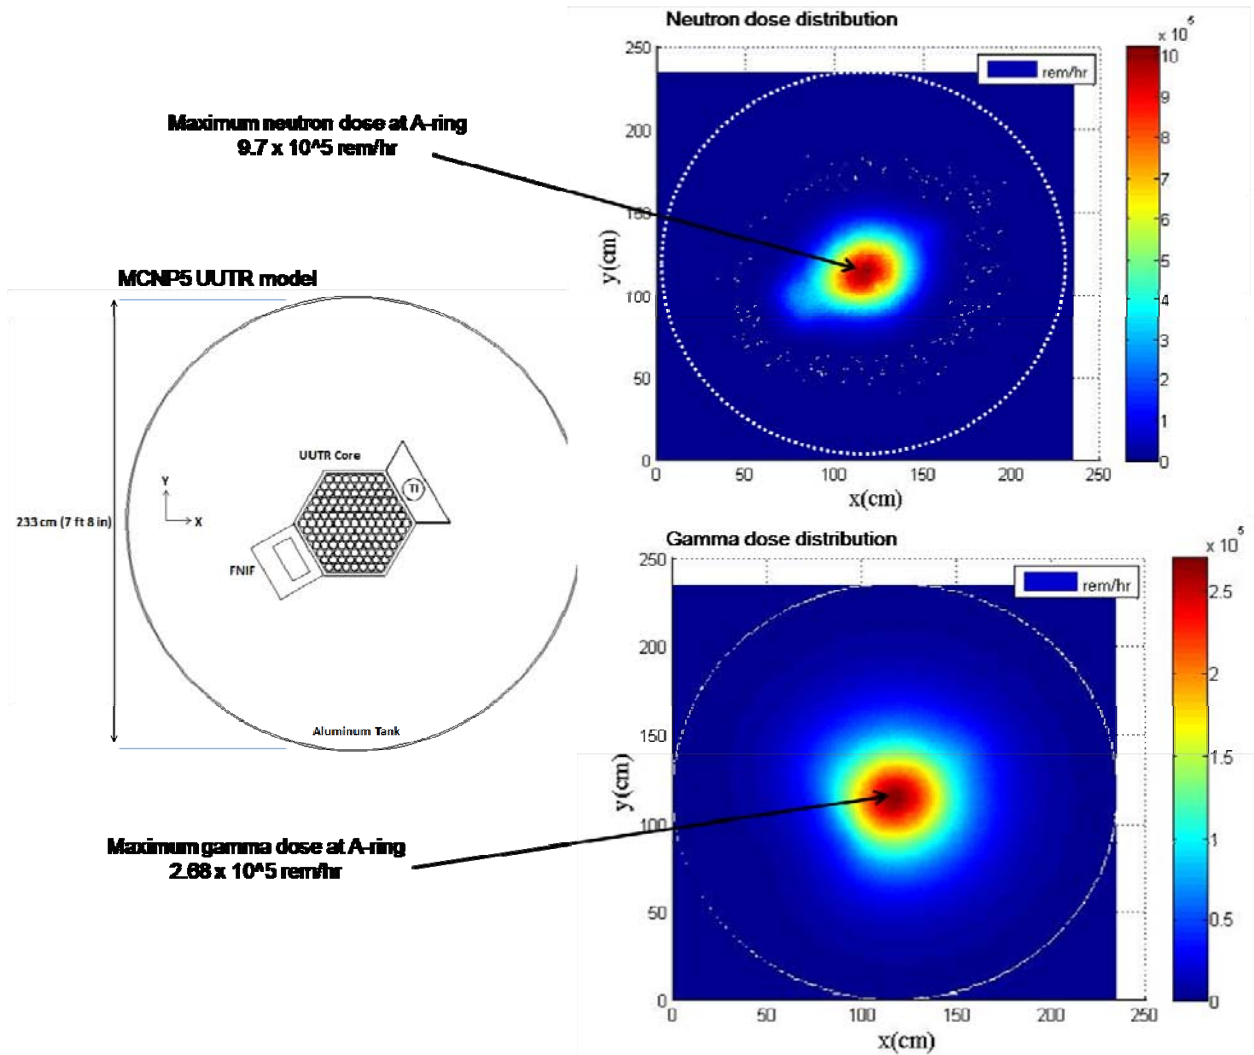 Neutron dose distribution
x 10^5
250
200
150
100
50
0
y(cm)
0
50
100
150
200
250
x(cm)
rem/hr
10
9
8
7
6
5
4
3
2
1
0
Maximum neutron dose at A-ring
9.7 x 10^5 rem/hr
MCNP5 UUTR model
UUTR Core
Y
X
TI
233 cm (7 ft 8 in)
FNIF
Aluminum Tank
Gamma dose distribution
x 10^5
250
200
150
100
50
0
y(cm)
0
50
100
150
200
250
x(cm)
rem/hr
2.5
2
1.5
1
0.5
0
Maximum gamma dose at A-ring
2.68 x 10^5 rem/hr